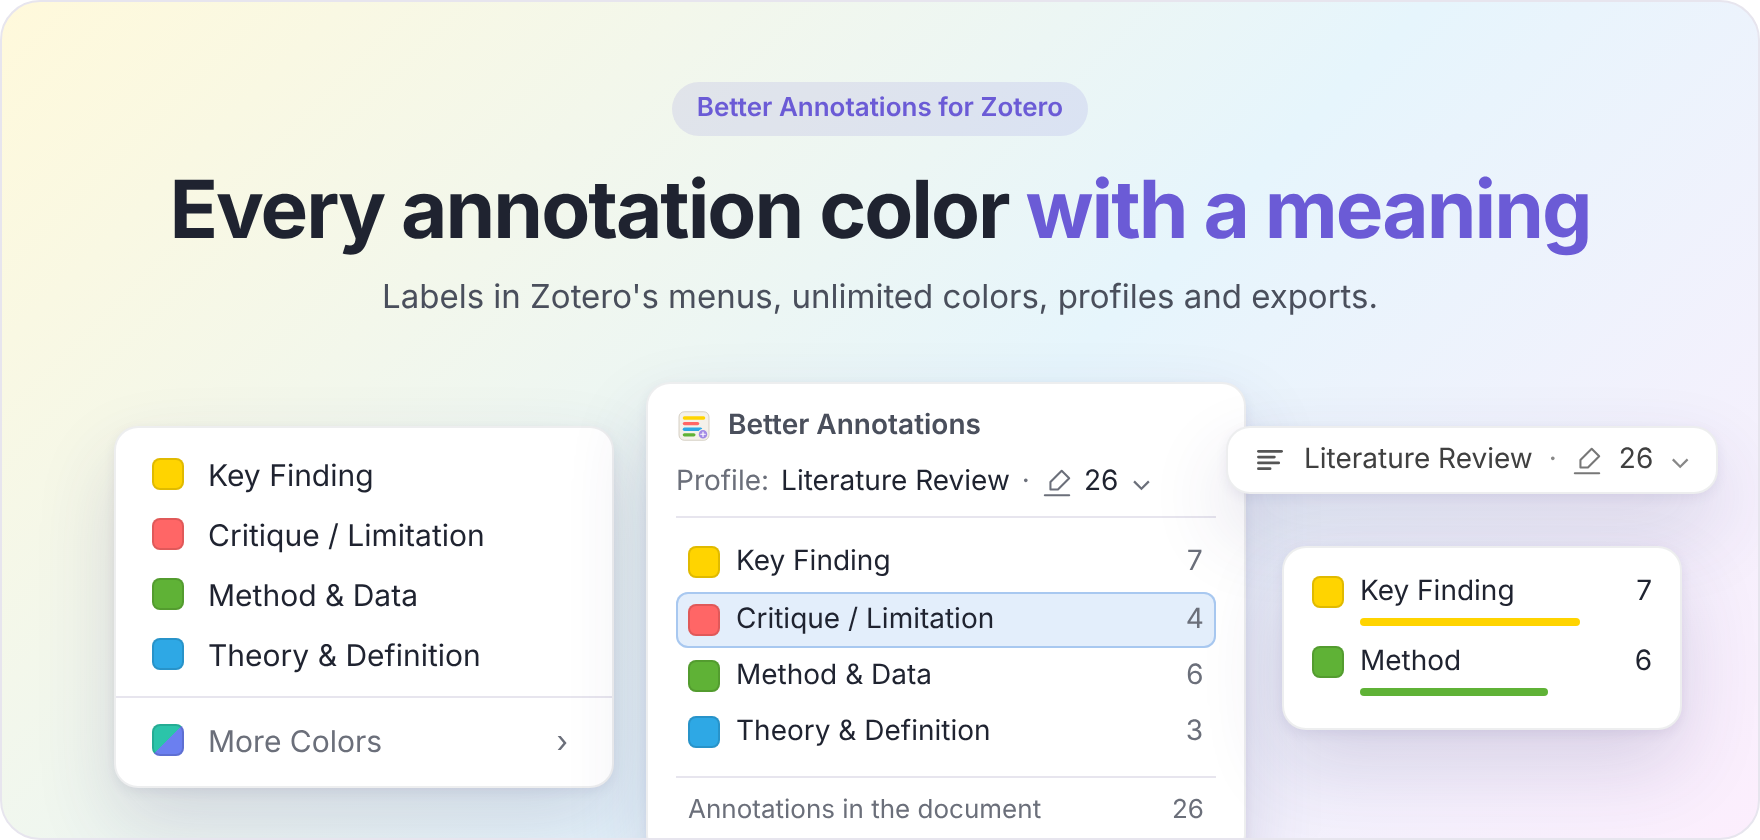 Better Annotations for Zotero
Every annotation color with a meaning
Labels in Zotero's menus, unlimited colors, profiles and exports.
Key Finding
Critique / Limitation
Method & Data
Theory & Definition
More Colors ›
Better Annotations
Profile: Literature Review · 26
Key Finding 7
Critique / Limitation 4
Method & Data 6
Theory & Definition 3
Annotations in the document 26
Literature Review · 26
Key Finding 7
Method 6